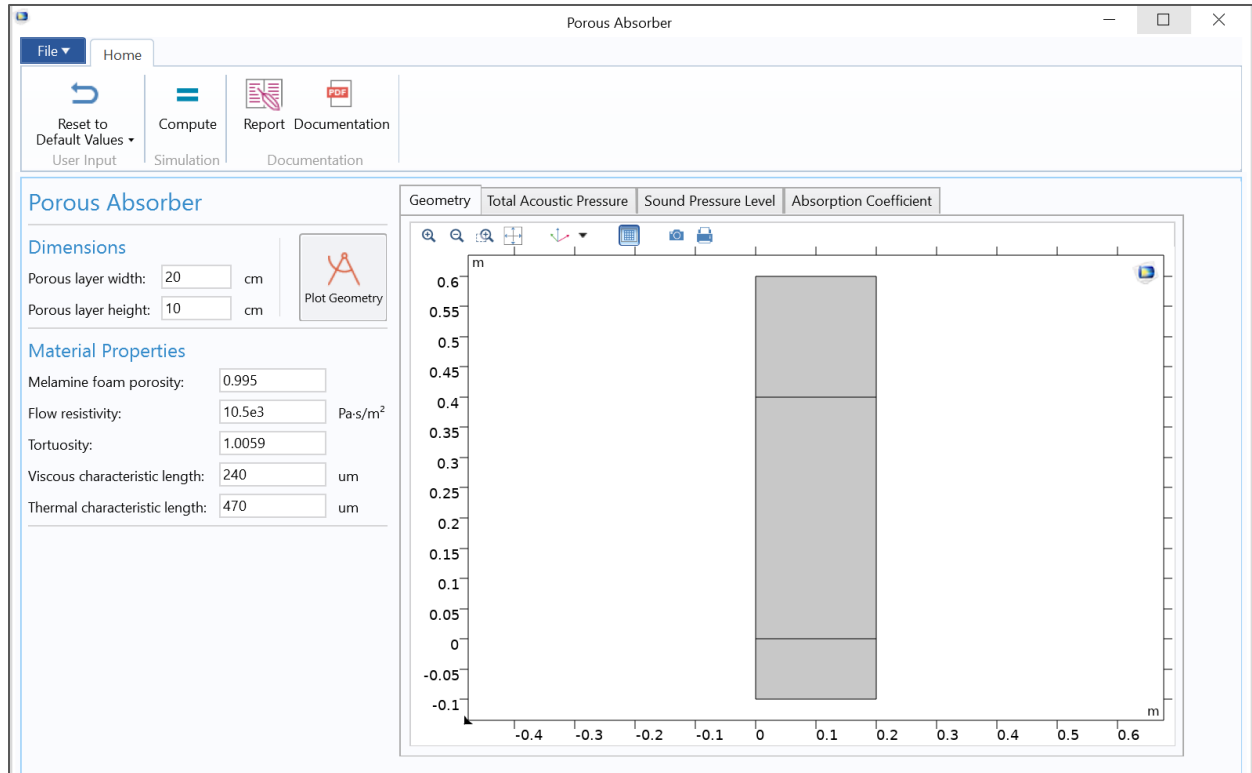 Porous Absorber
File Home
Reset to
Default Values
Compute
Report
Documentation
User Input
Simulation
Documentation
Porous Absorber
Dimensions
Porous layer width: 20 cm
Porous layer height: 10 cm
Plot Geometry
Material Properties
Melamine foam porosity: 0.995
Flow resistivity: 10.5e3 Pa·s/m²
Tortuosity: 1.0059
Viscous characteristic length: 240 um
Thermal characteristic length: 470 um
Geometry Total Acoustic Pressure Sound Pressure Level Absorption Coefficient
m
0.6
0.55
0.5
0.45
0.4
0.35
0.3
0.25
0.2
0.15
0.1
0.05
0
-0.05
-0.1
m
-0.4 -0.3 -0.2 -0.1 0 0.1 0.2 0.3 0.4 0.5 0.6
PDF